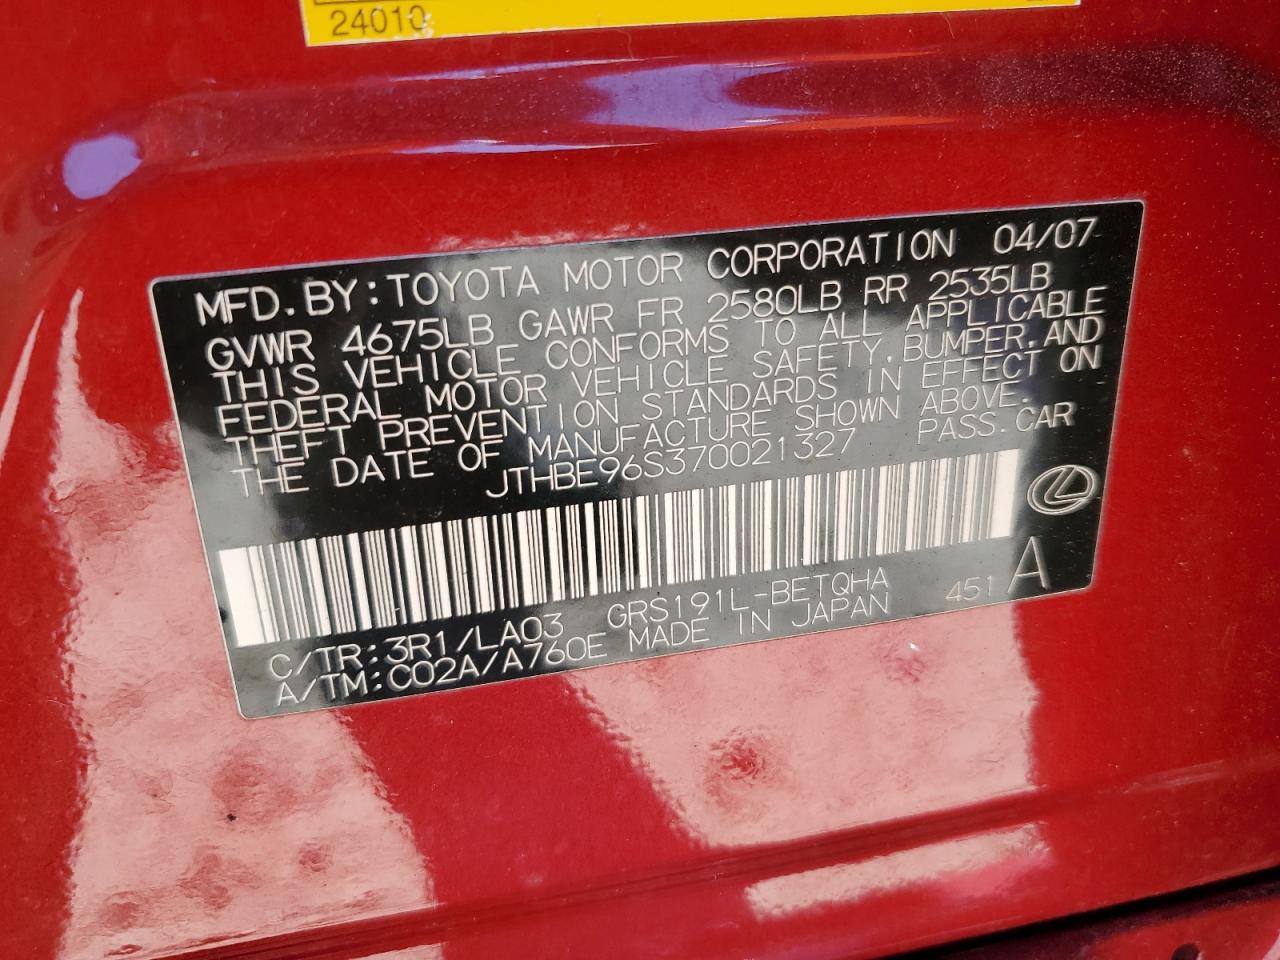 24010
MFD. BY: TOYOTA MOTOR CORPORATION 04/07
GVWR 4675LB GAWR FR 2580LB RR 2535LB
THIS VEHICLE CONFORMS TO ALL APPLICABLE
FEDERAL MOTOR VEHICLE SAFETY, BUMPER, AND
THEFT PREVENTION STANDARDS IN EFFECT ON
THE DATE OF MANUFACTURE SHOWN ABOVE.
JTHBE96S370021327 PASS. CAR
C/TR: 3R1/LA03 GRS191L-BETQHA 451 A
A/TM: C02A/A760E MADE IN JAPAN